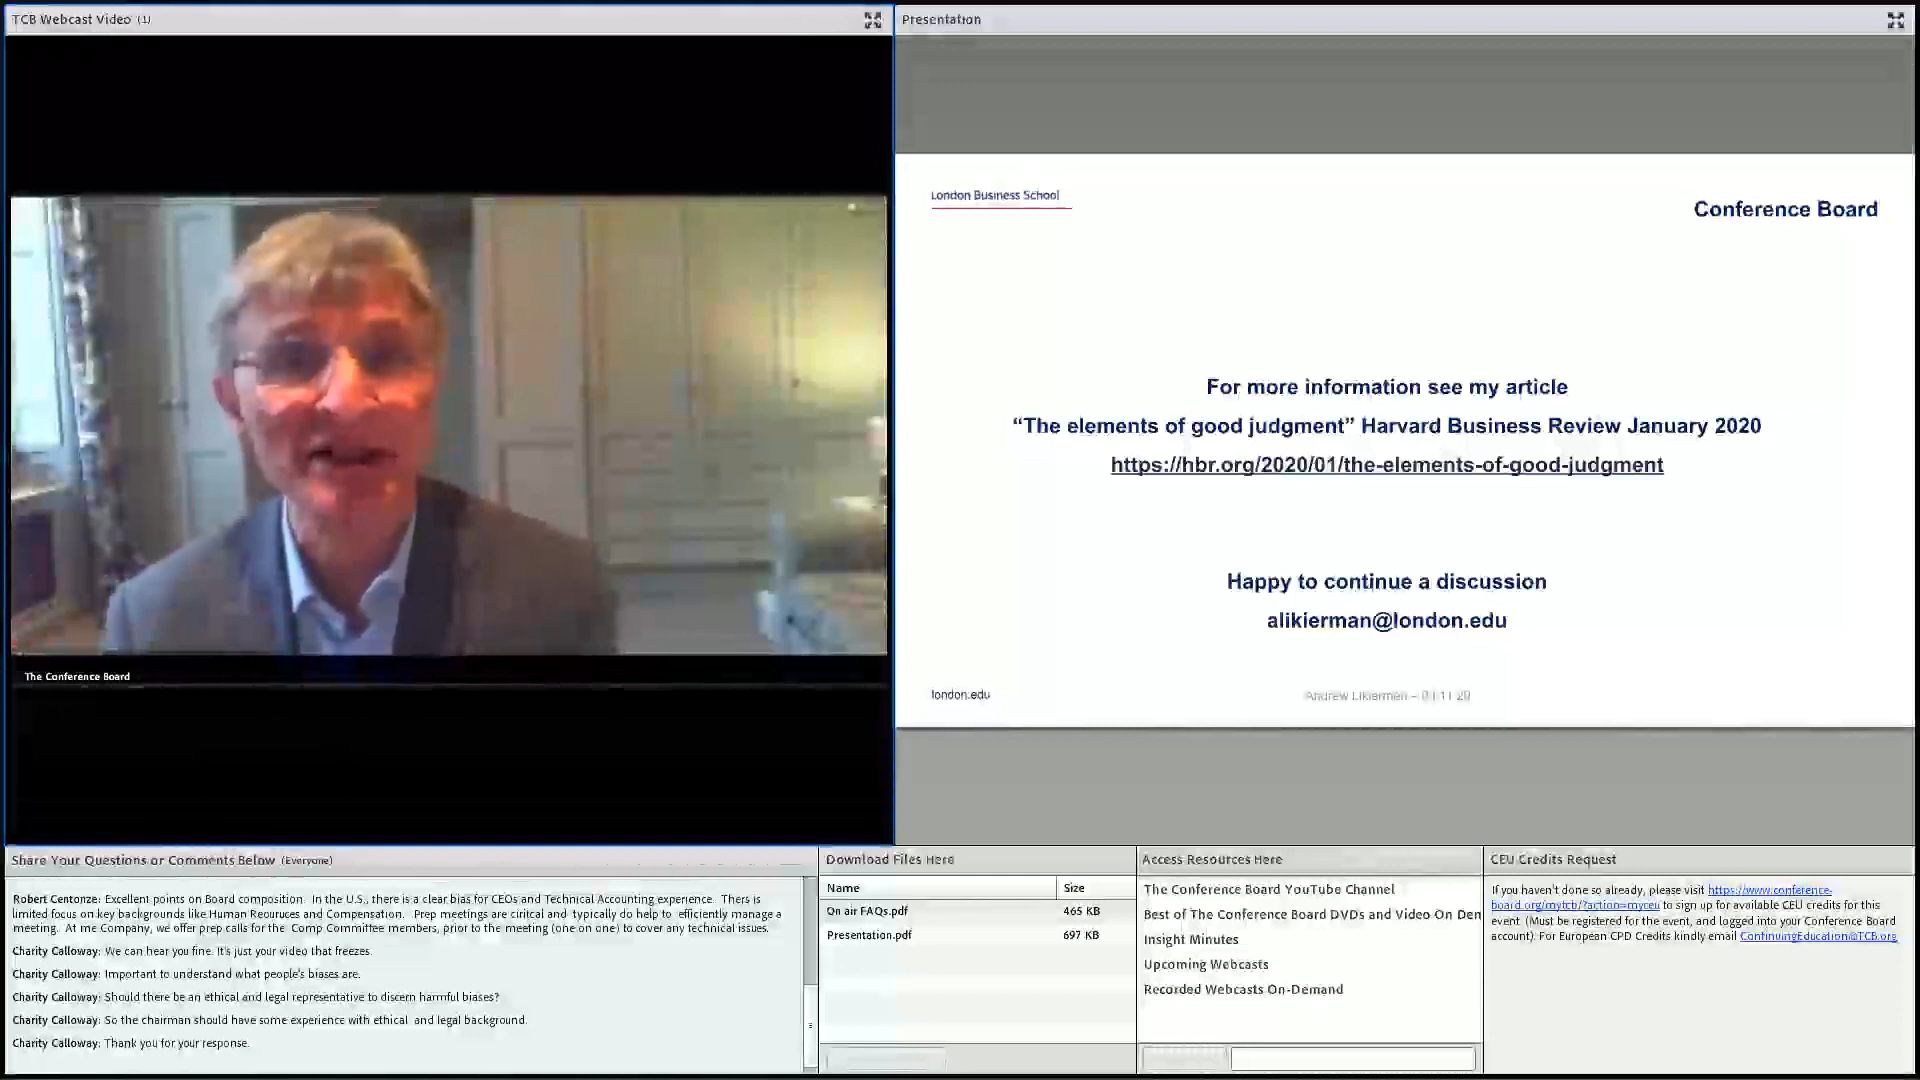 TCB Webcast Video (1)
The Conference Board
Presentation
London Business School
Conference Board
For more information see my article
“The elements of good judgment” Harvard Business Review January 2020
https://hbr.org/2020/01/the-elements-of-good-judgment
Happy to continue a discussion
alikierman@london.edu
london.edu
Andrew Likierman –
Share Your Questions or Comments Below (Everyone)
Robert Centonze: Excellent points on Board composition. In the U.S., there is a clear bias for CEOs and Technical Accounting experience. Thers is
limited focus on key backgrounds like Human Reoruces and Compensation. Prep meetings are ciritcal and typically do help to efficiently manage a
meeting. At me Company, we offer prep calls for the Comp Committee members, prior to the meeting (one on one) to cover any technical issues.
Charity Calloway: We can hear you fine. It's just your video that freezes.
Charity Calloway: Important to understand what people's biases are.
Charity Calloway: Should there be an ethical and legal representative to discern harmful biases?
Charity Calloway: So the chairman should have some experience with ethical and legal background.
Charity Calloway: Thank you for your response.
Download Files Here
Name Size
On air FAQs.pdf 465 KB
Presentation.pdf 697 KB
Access Resources Here
The Conference Board YouTube Channel
Best of The Conference Board DVD's and Video On Den
Insight Minutes
Upcoming Webcasts
Recorded Webcasts On-Demand
CEU Credits Request
If you haven't done so already, please visit https://www.conference-
board.org/mytcb/?action=myceu to sign up for available CEU credits for this
event. (Must be registered for the event, and logged into your Conference Board
account). For European CPD Credits kindly email ContinuingEducation@TCB.org